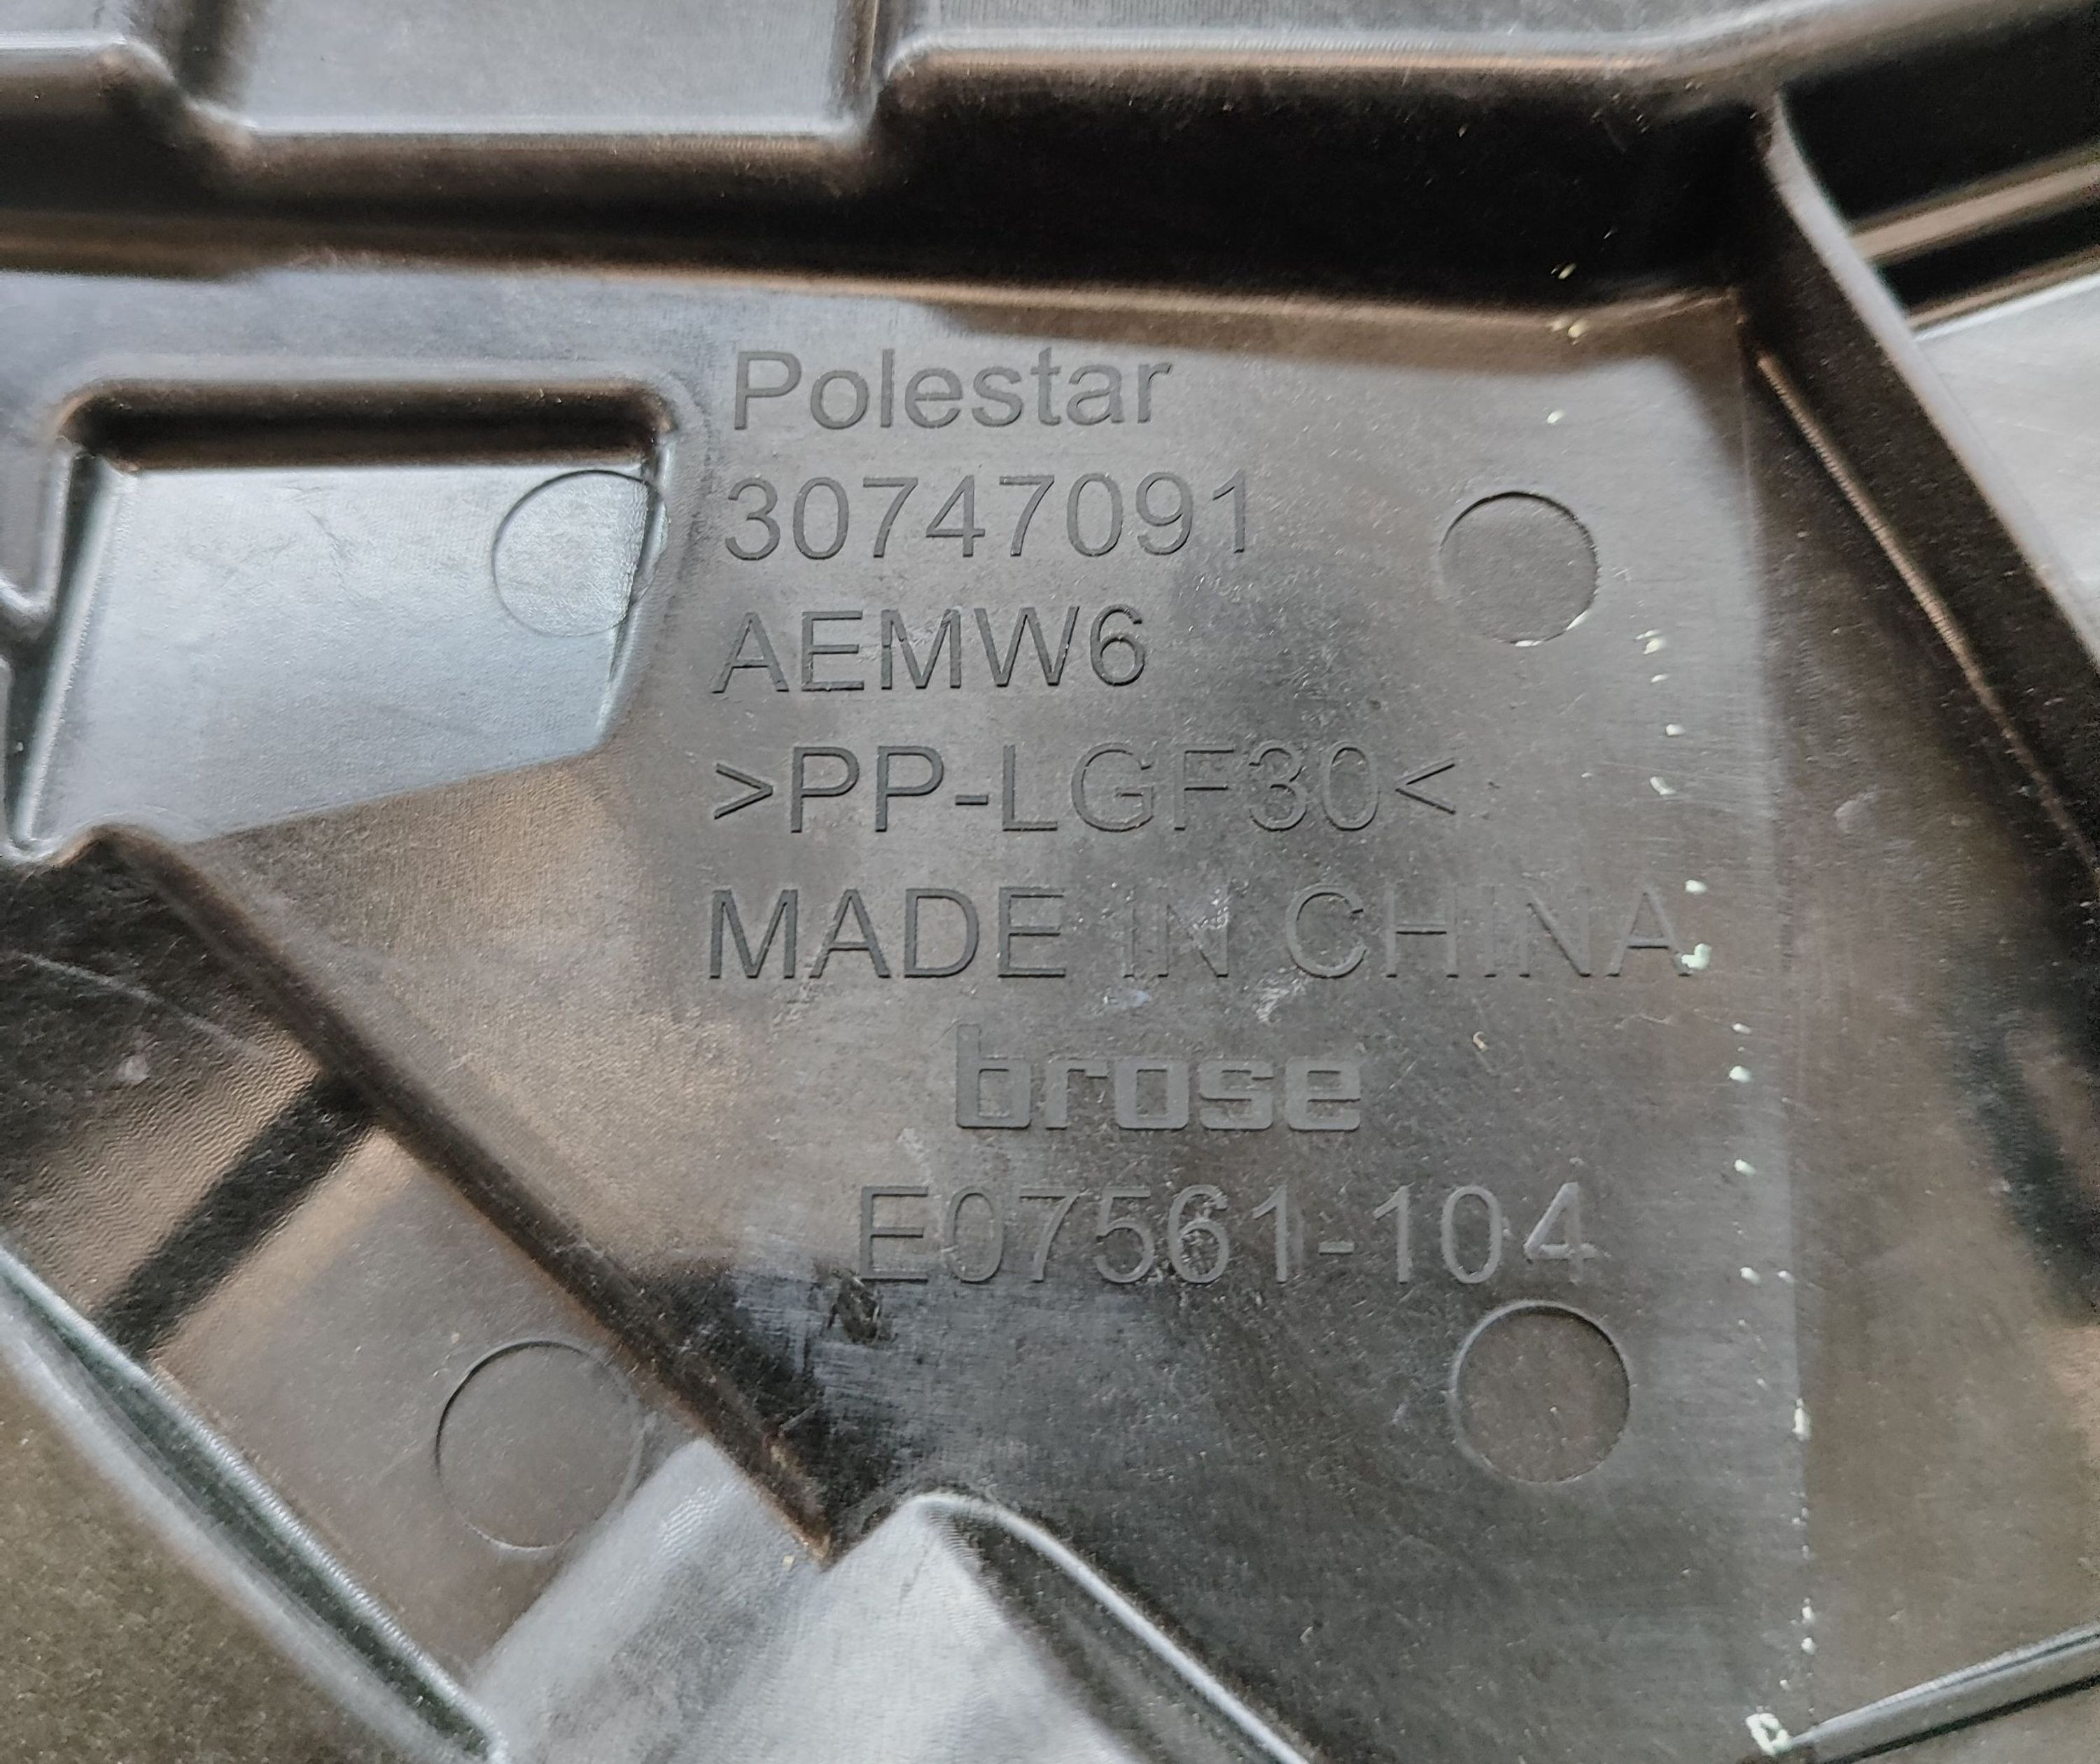 Polestar
30747091
AEMW6
>PP-LGF30<
MADE IN CHINA
brose
E07561-104